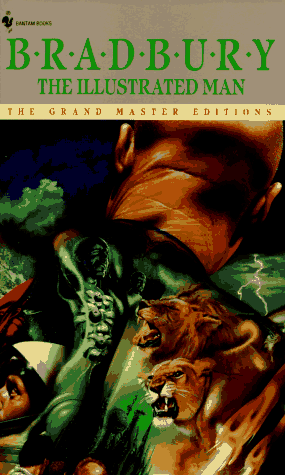 BANTAM BOOKS
B·R·A·D·B·U·R·Y
THE ILLUSTRATED MAN
THE GRAND MASTER EDITIONS